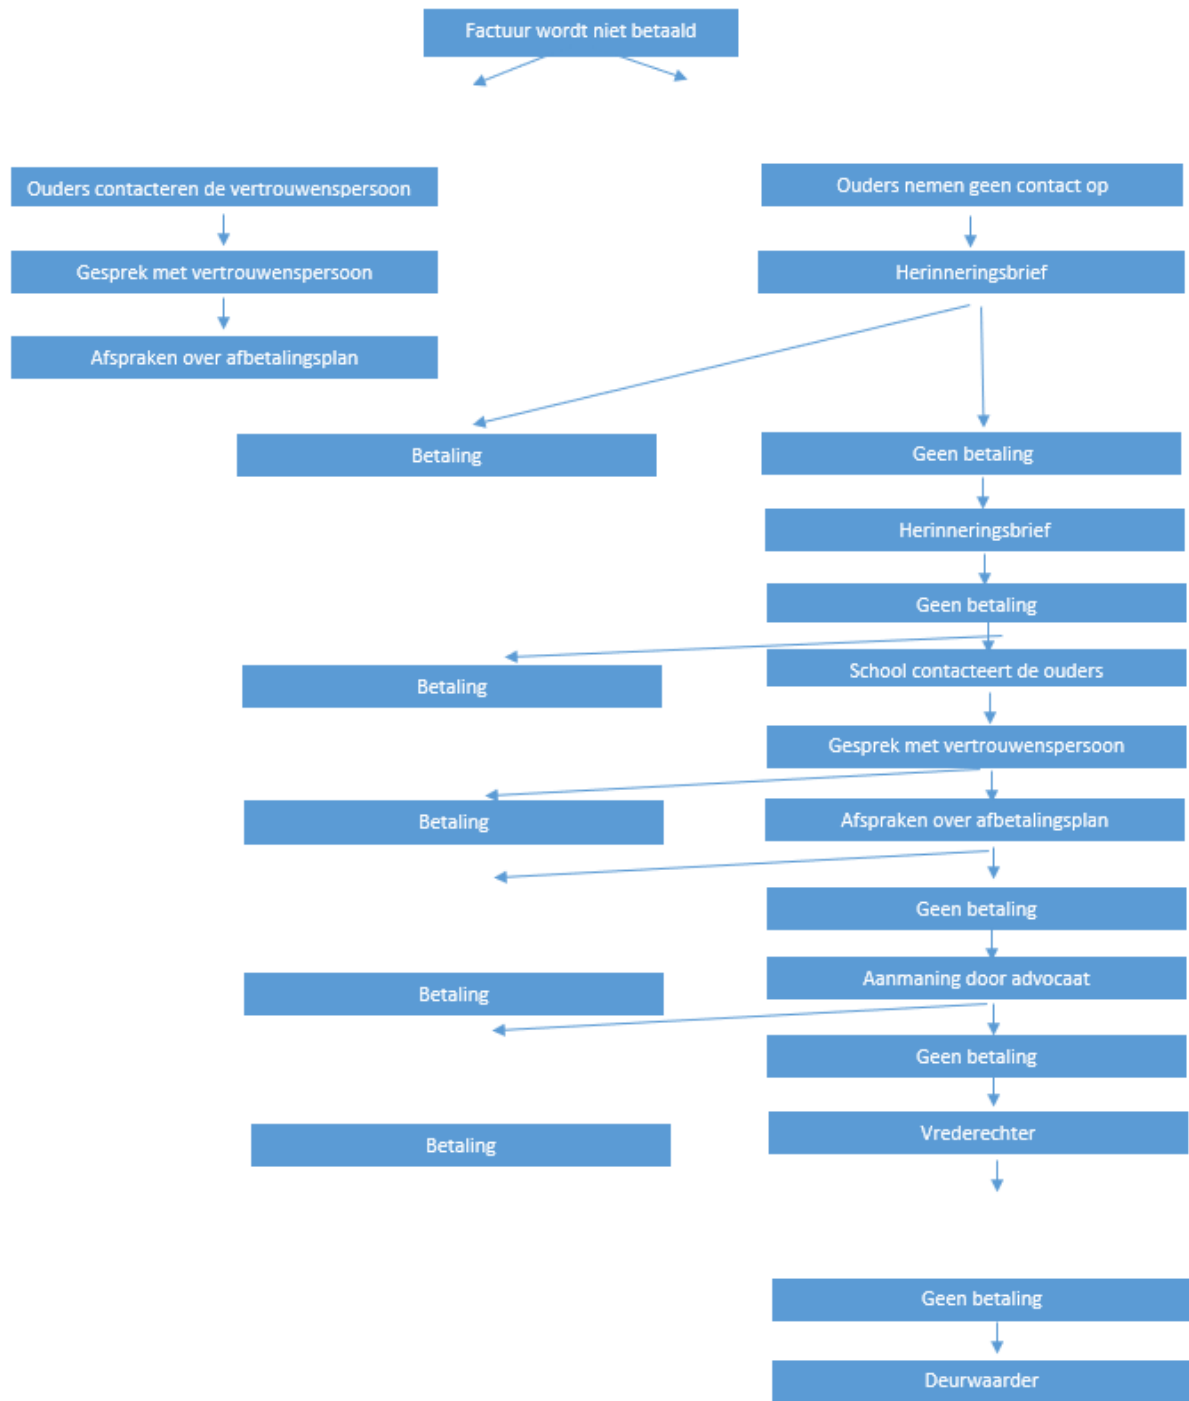 Factuur wordt niet betaald
Ouders contacteren de vertrouwenspersoon
Ouders nemen geen contact op
Gesprek met vertrouwenspersoon
Herinneringsbrief
Afspraken over afbetalingsplan
Betaling
Geen betaling
Herinneringsbrief
Geen betaling
School contacteert de ouders
Betaling
Gesprek met vertrouwenspersoon
Betaling
Afspraken over afbetalingsplan
Geen betaling
Aanmaning door advocaat
Betaling
Geen betaling
Vrederechter
Betaling
Geen betaling
Deurwaarder